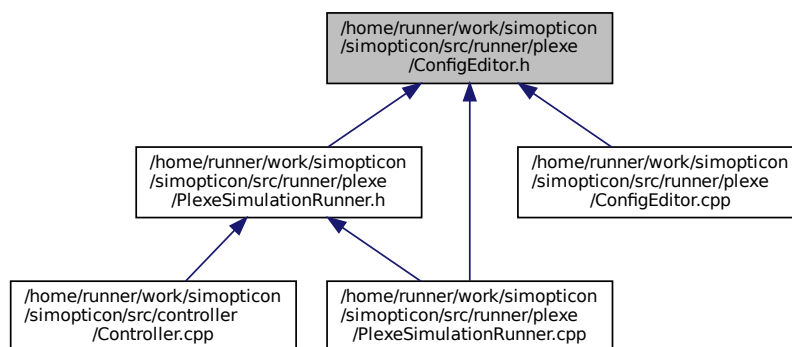 /home/runner/work/simopticon
/simopticon/src/runner/plexe
/ConfigEditor.h
/home/runner/work/simopticon
/simopticon/src/runner/plexe
/PlexeSimulationRunner.h
/home/runner/work/simopticon
/simopticon/src/runner/plexe
/ConfigEditor.cpp
/home/runner/work/simopticon
/simopticon/src/controller
/Controller.cpp
/home/runner/work/simopticon
/simopticon/src/runner/plexe
/PlexeSimulationRunner.cpp